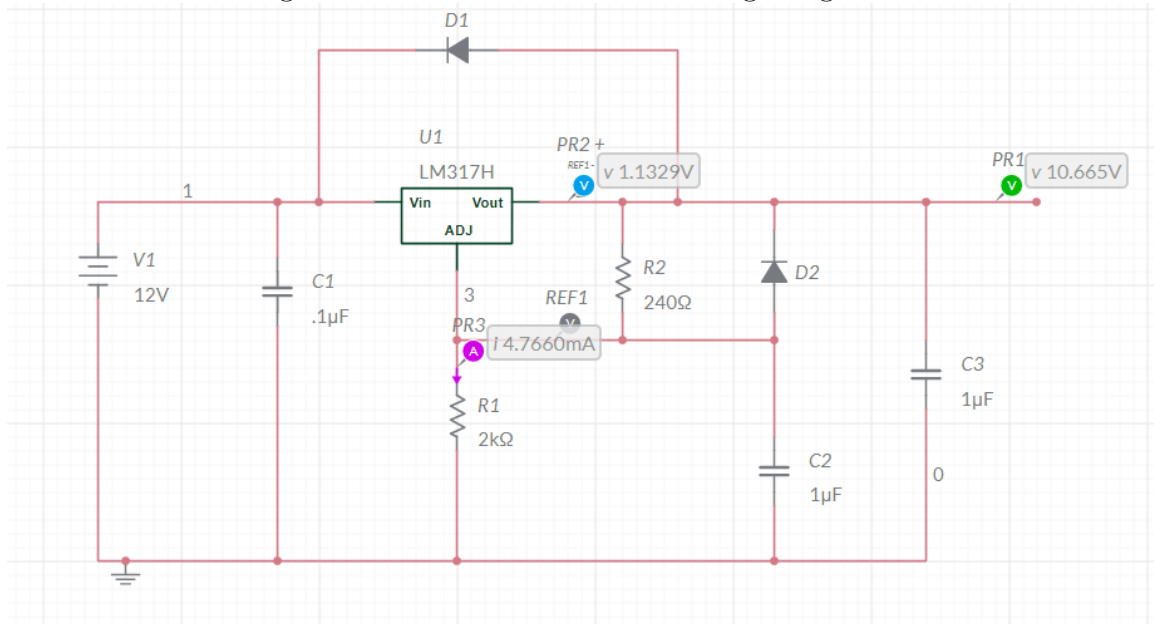 D1
U1
LM317H
Vin
Vout
ADJ
PR2 +
REF1-
V
v 1.1329V
PR1
V
v 10.665V
1
V1
12V
C1
.1µF
3
REF1
V
R2
240Ω
D2
PR3
A
i 4.7660mA
R1
2kΩ
C3
1µF
C2
1µF
0